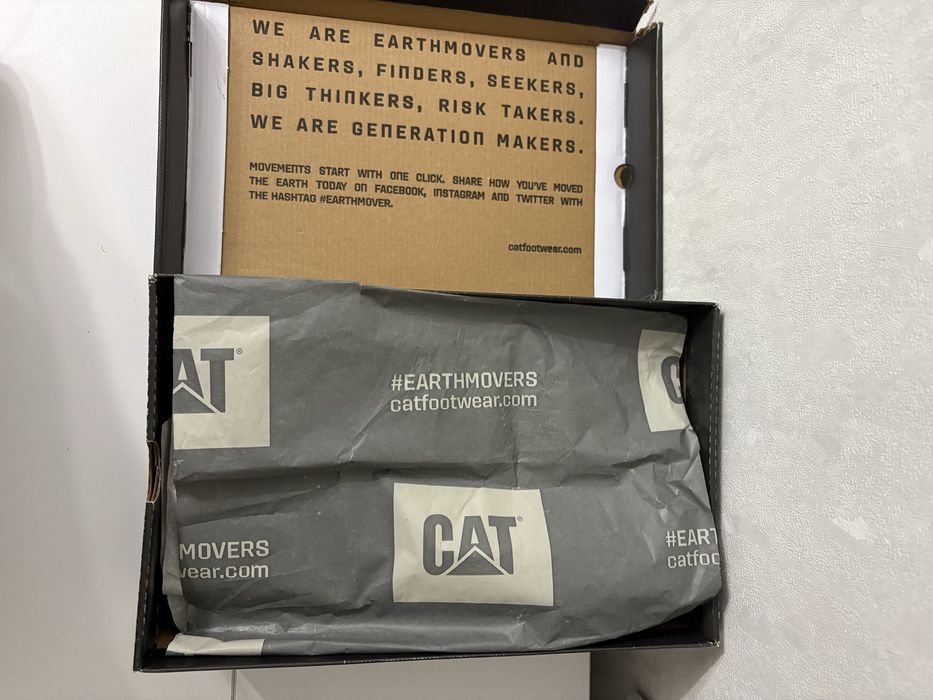 WE ARE EARTHMOVERS AND
SHAKERS, FINDERS, SEEKERS,
BIG THINKERS, RISK TAKERS.
WE ARE GENERATION MAKERS.
MOVEMENTS START WITH ONE CLICK. SHARE HOW YOU'VE MOVED
THE EARTH TODAY ON FACEBOOK, INSTAGRAM AND TWITTER WITH
THE HASHTAG #EARTHMOVER.
catfootwear.com
AT®
#EARTHMOVERS
catfootwear.com
C
CAT®
MOVERS
wear.com
#EART
catfoo